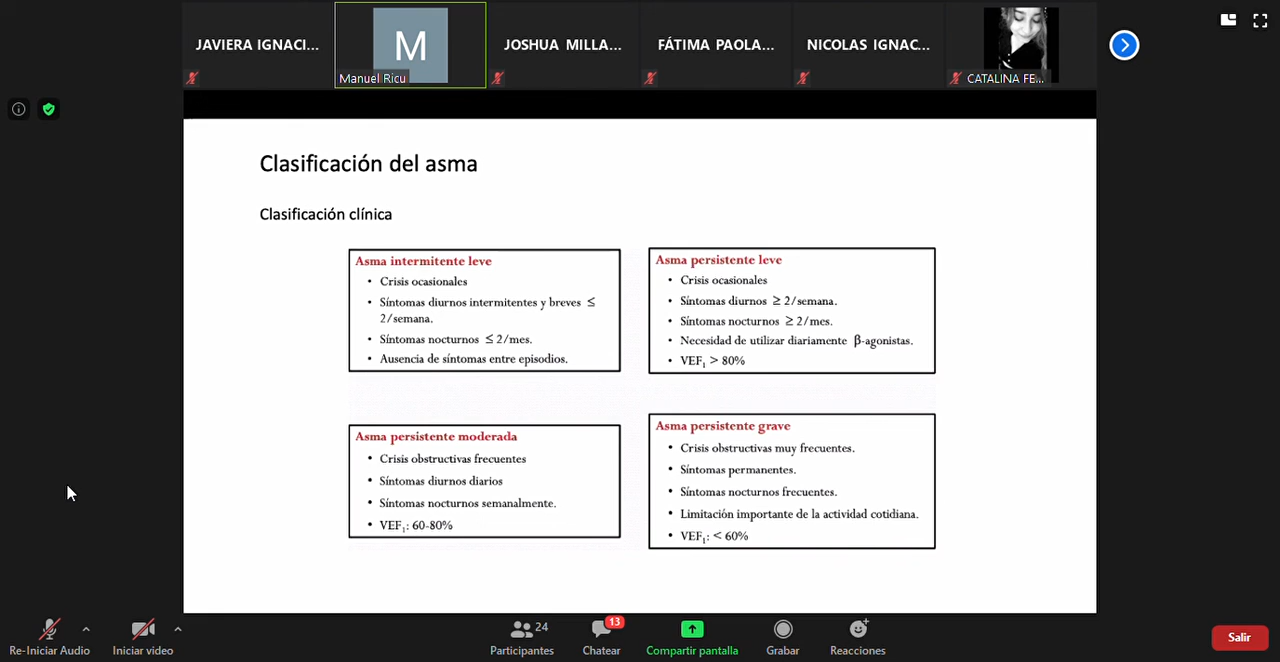 JAVIERA IGNACI...
M
Manuel Ricu
JOSHUA MILLA...
FÁTIMA PAOLA...
NICOLAS IGNAC...
CATALINA FE...
Clasificación del asma
Clasificación clínica
Asma intermitente leve
• Crisis ocasionales
• Síntomas diurnos intermitentes y breves ≤
2/semana.
• Síntomas nocturnos ≤ 2/mes.
• Ausencia de síntomas entre episodios.
Asma persistente leve
• Crisis ocasionales
• Síntomas diurnos ≥ 2/semana.
• Síntomas nocturnos ≥ 2/mes.
• Necesidad de utilizar diariamente β-agonistas.
• VEF₁ > 80%
Asma persistente moderada
• Crisis obstructivas frecuentes
• Síntomas diurnos diarios
• Síntomas nocturnos semanalmente.
• VEF₁: 60-80%
Asma persistente grave
• Crisis obstructivas muy frecuentes.
• Síntomas permanentes.
• Síntomas nocturnos frecuentes.
• Limitación importante de la actividad cotidiana.
• VEF₁: < 60%
Re-Iniciar Audio
Iniciar video
24
Participantes
13
Chatear
Compartir pantalla
Grabar
Reacciones
Salir